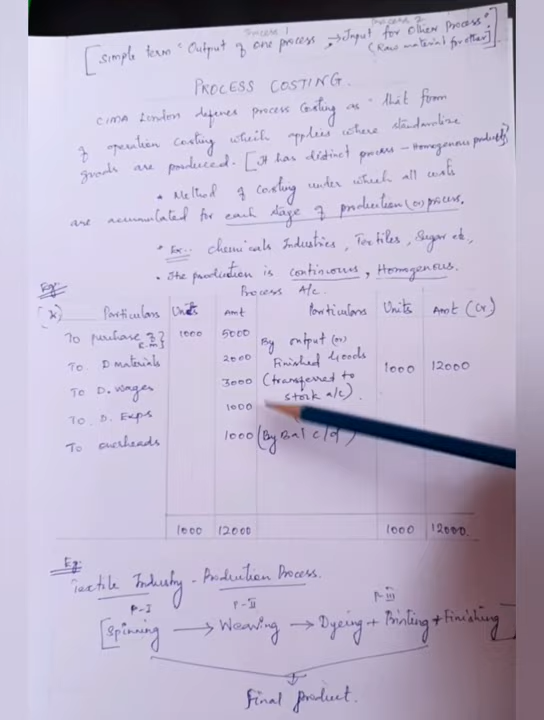 Process 1 Process 2
[Simple term "Output of one process → Input for Other Process".
(Raw material for other)]
PROCESS COSTING.
CIMA London defines process Costing as "that form
of operation costing which applies where standardize
goods are produced. [It has distinct process - Homogenous products]
• Method of Costing under which all costs
are accumulated for each stage of production (or) process.
• Ex.. Chemicals Industries, Textiles, Sugar etc,
• The production is continuous, Homogenous.
Eg:
Process A/c.
Particulars Units Amt Particulars Units Amt (Cr)
To purchase of R.M} 1000 5000 By output (or)
To D materials 2000 Finished Goods 1000 12000
To D. wages 3000 (transferred to
stock a/c).
To D. Exps 1000
To overheads 1000 (By Bal c/d)
1000 12000 1000 12000.
Eg:
Textile Industry - Production Process.
P-I P-II P-III
[Spinning → Weaving → Dyeing + Printing + Finishing]
Final product.